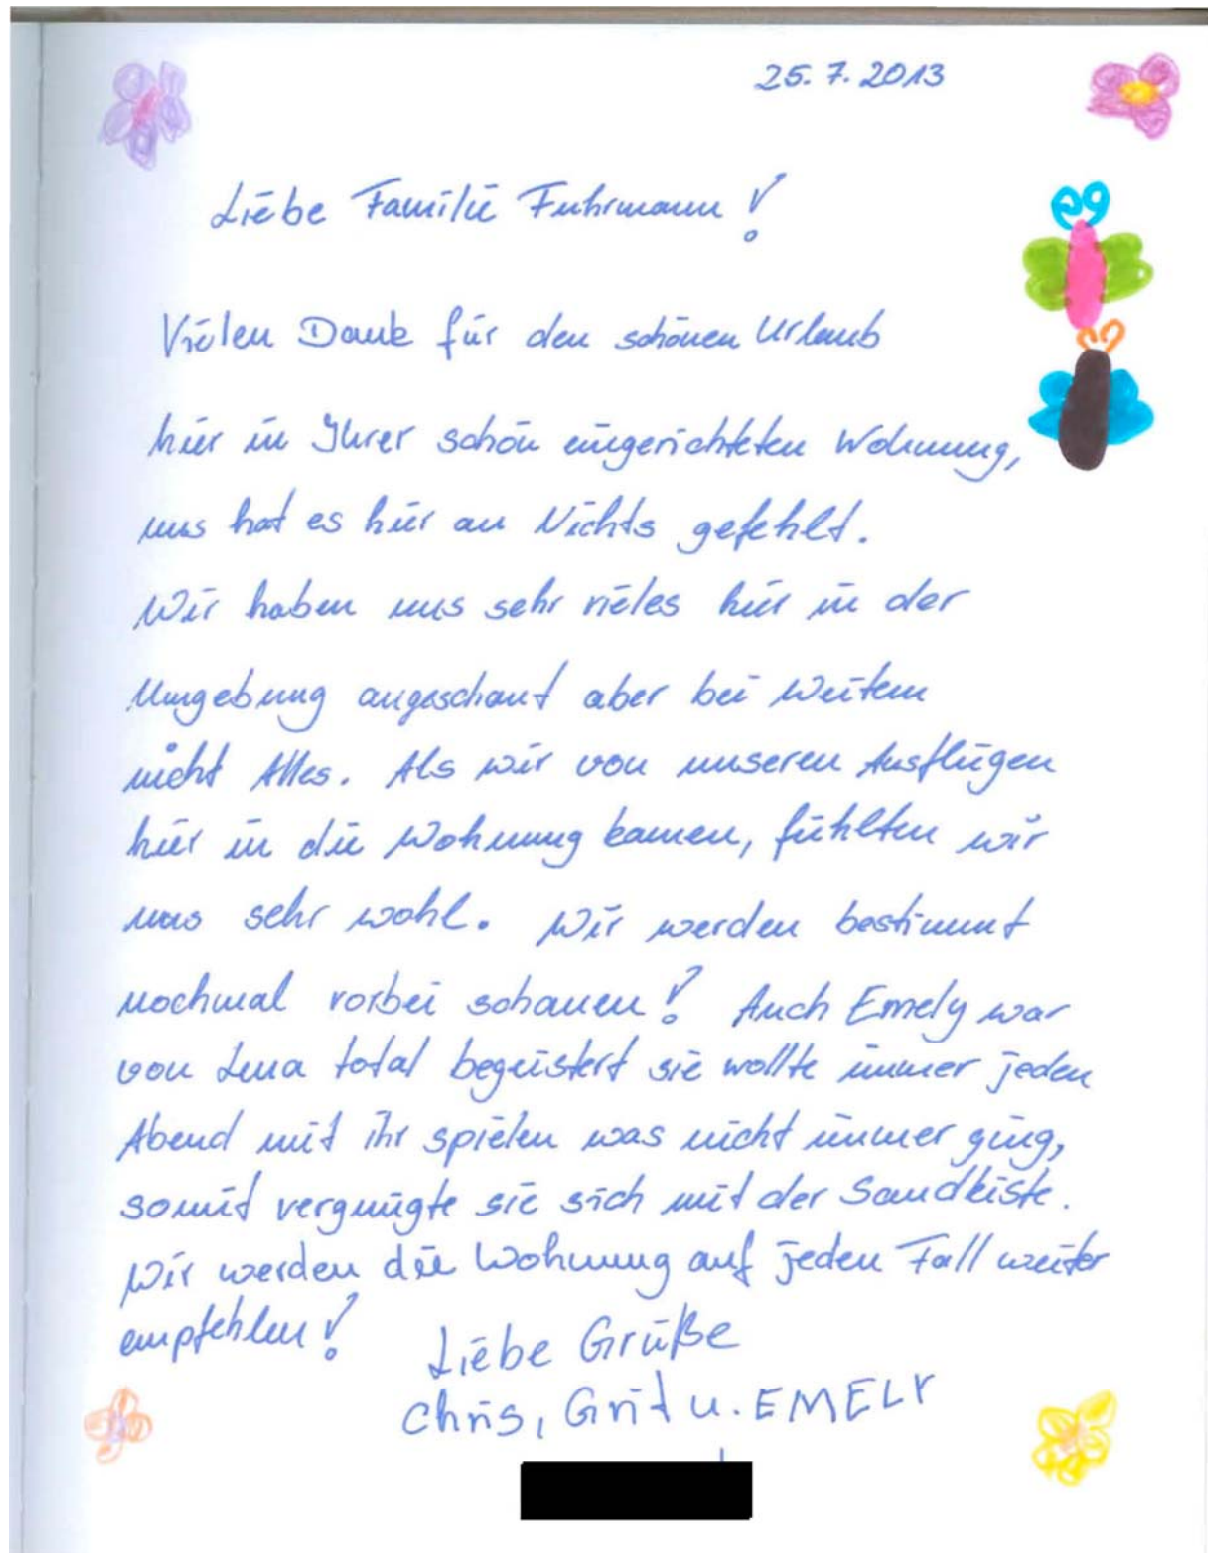 25. 7. 2013
Liebe Familie Fuhrmann!
Vielen Dank für den schönen Urlaub
hier in Ihrer schön eingerichteten Wohnung,
uns hat es hier an Nichts gefehlt.
Wir haben uns sehr vieles hier in der
Umgebung angeschaut aber bei Weitem
nicht Alles. Als wir von unseren Ausflügen
hier in die Wohnung kamen, fühlten wir
uns sehr wohl. Wir werden bestimmt
nochmal vorbei schauen! Auch Emely war
von Lena total begeistert sie wollte immer jeden
Abend mit ihr spielen was nicht immer ging,
somit vergnügte sie sich mit der Sandkiste.
Wir werden die Wohnung auf jeden Fall weiter
empfehlen!
Liebe Grüße
Chris, Grit u. EMELY